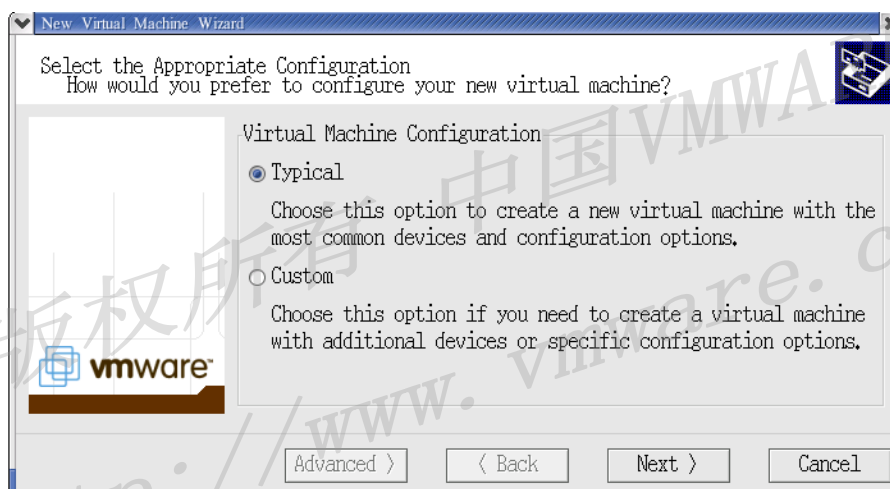 New Virtual Machine Wizard
Select the Appropriate Configuration
How would you prefer to configure your new virtual machine?
Virtual Machine Configuration
Typical
Choose this option to create a new virtual machine with the
most common devices and configuration options.
Custom
Choose this option if you need to create a virtual machine
with additional devices or specific configuration options.
vmware™
Advanced >
< Back
Next >
Cancel
版权所有 中国VMWAR
p://www.vmware.c